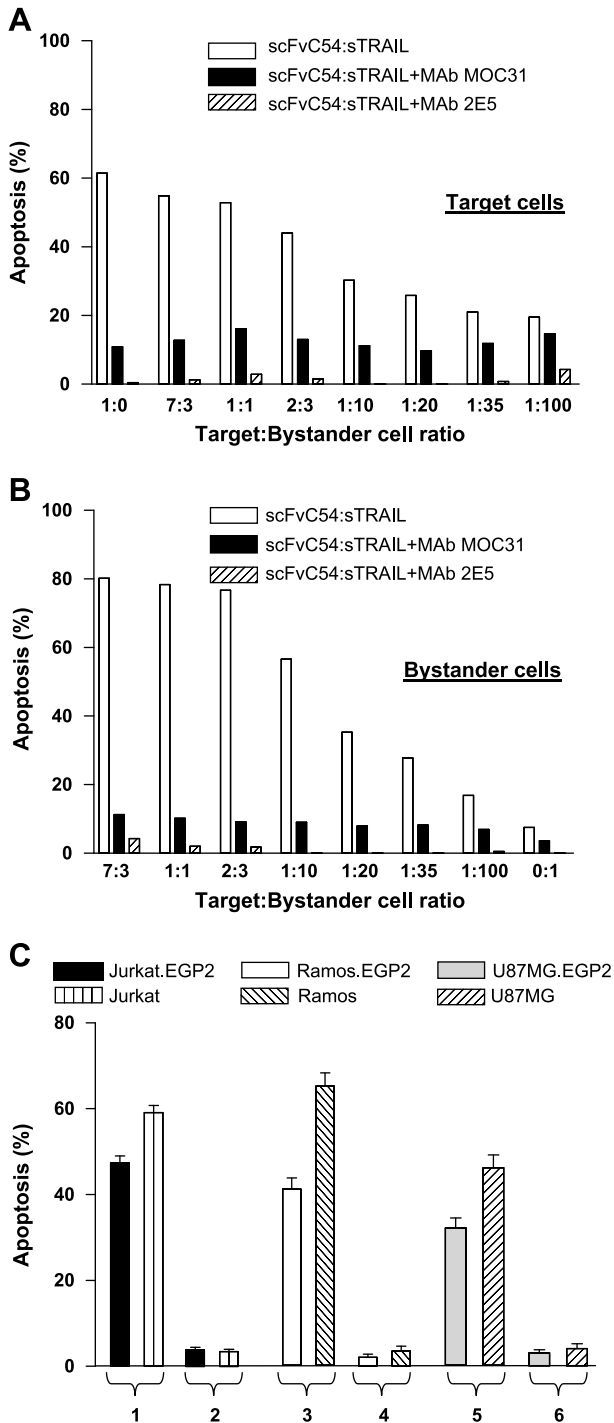 A
scFvC54:sTRAIL
scFvC54:sTRAIL+MAb MOC31
scFvC54:sTRAIL+MAb 2E5
Target cells
Apoptosis (%)
100
80
60
40
20
0
1:0 7:3 1:1 2:3 1:10 1:20 1:35 1:100
Target:Bystander cell ratio
B
scFvC54:sTRAIL
scFvC54:sTRAIL+MAb MOC31
scFvC54:sTRAIL+MAb 2E5
Bystander cells
Apoptosis (%)
100
80
60
40
20
0
7:3 1:1 2:3 1:10 1:20 1:35 1:100 0:1
Target:Bystander cell ratio
C
Jurkat.EGP2 Ramos.EGP2 U87MG.EGP2
Jurkat Ramos U87MG
Apoptosis (%)
80
60
40
20
0
1 2 3 4 5 6